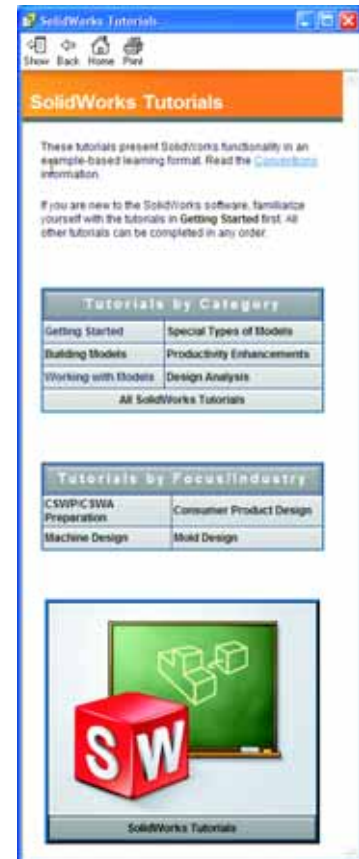 SolidWorks Tutorials
Show Back Home Print
SolidWorks Tutorials
These tutorials present SolidWorks functionality in an
example-based learning format. Read the Conventions
information.
If you are new to the SolidWorks software, familiarize
yourself with the tutorials in Getting Started first. All
other tutorials can be completed in any order.
Tutorials by Category
Getting Started Special Types of Models
Building Models Productivity Enhancements
Working with Models Design Analysis
All SolidWorks Tutorials
Tutorials by Focus/Industry
CSWP/CSWA
Preparation
Consumer Product Design
Machine Design Mold Design
S W
SolidWorks Tutorials